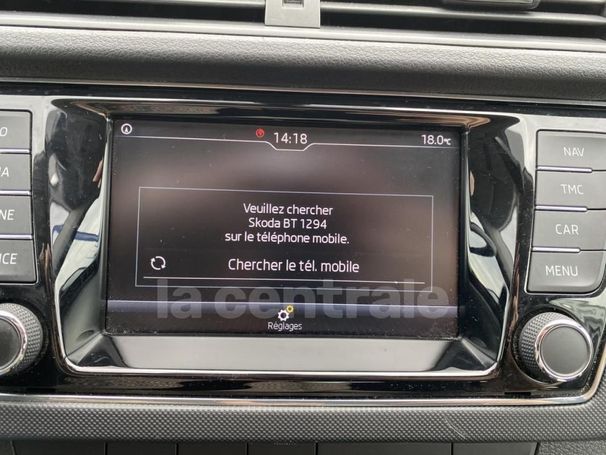 14:18
18.0°C
Veuillez chercher
Skoda BT 1294
sur le téléphone mobile.
Chercher le tél. mobile
la centrale
Réglages
NAV
TMC
CAR
MENU